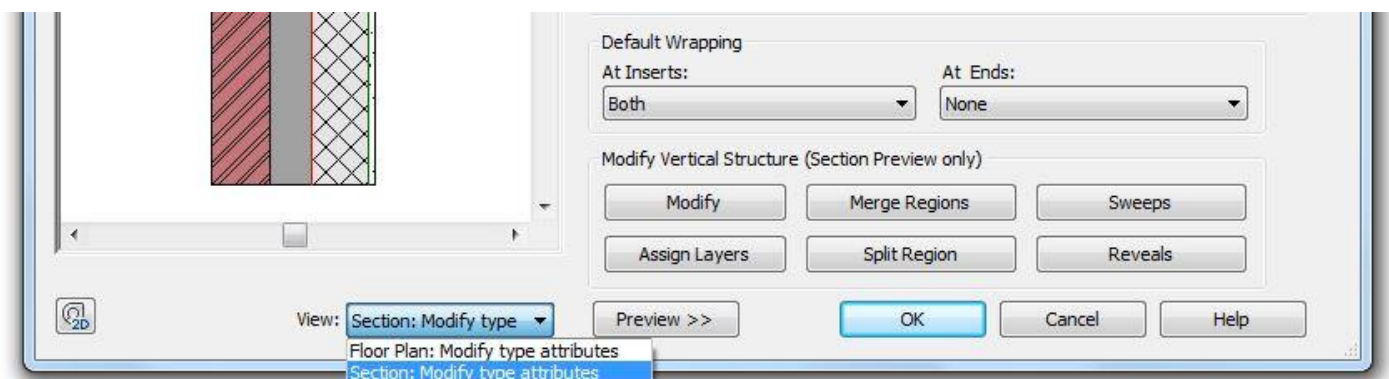 Default Wrapping
At Inserts: At Ends:
Both None
Modify Vertical Structure (Section Preview only)
Modify Merge Regions Sweeps
Assign Layers Split Region Reveals
2D View: Section: Modify type Preview >> OK Cancel Help
Floor Plan: Modify type attributes
Section: Modify type attributes